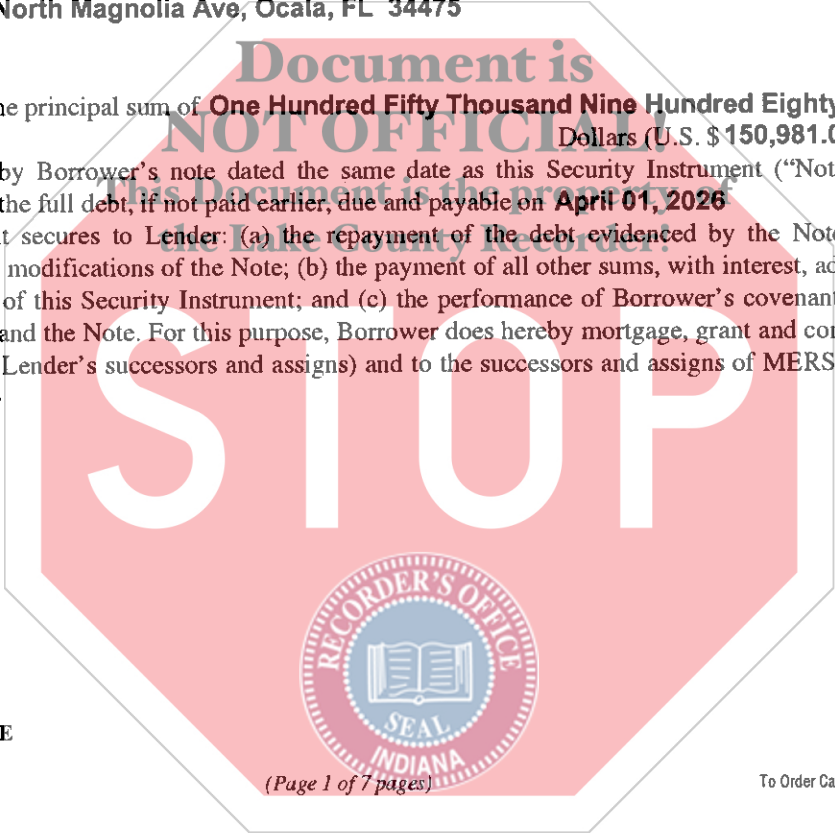 North Magnolia Ave, Ocala, FL 34475
Document is
e principal sum of One Hundred Fifty Thousand Nine Hundred Eighty
NOT OFFICIAL!
Dollars (U.S. $ 150,981.0
by Borrower's note dated the same date as this Security Instrument ("Not
This Document is the property of
the full debt, if not paid earlier, due and payable on April 01, 2026
the Lake County Recorder!
t secures to Lender: (a) the repayment of the debt evidenced by the Note
modifications of the Note; (b) the payment of all other sums, with interest, ad
of this Security Instrument; and (c) the performance of Borrower's covenant
and the Note. For this purpose, Borrower does hereby mortgage, grant and con
Lender's successors and assigns) and to the successors and assigns of MERS
STOP
RECORDER'S OFFICE
SEAL
INDIANA
E
(Page 1 of 7 pages)
To Order Ca